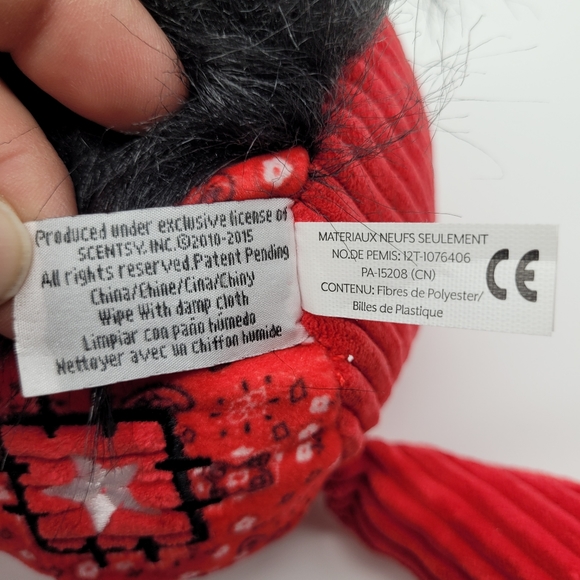 Produced under exclusive license of
SCENTSY, INC.©2010-2015
All rights reserved.Patent Pending
China/Chine/Cina/Chiny
Wipe With damp cloth
Limpiar con paño húmedo
Nettoyer avec un chiffon humide
MATERIAUX NEUFS SEULEMENT
NO.DE PEMIS: 12T-1076406
PA-15208 (CN)
CONTENU: Fibres de Polyester/
Billes de Plastique
CE